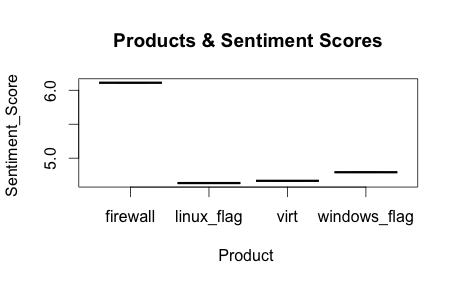 Products & Sentiment Scores
Sentiment_Score
6.0
5.0
firewall linux_flag virt windows_flag
Product